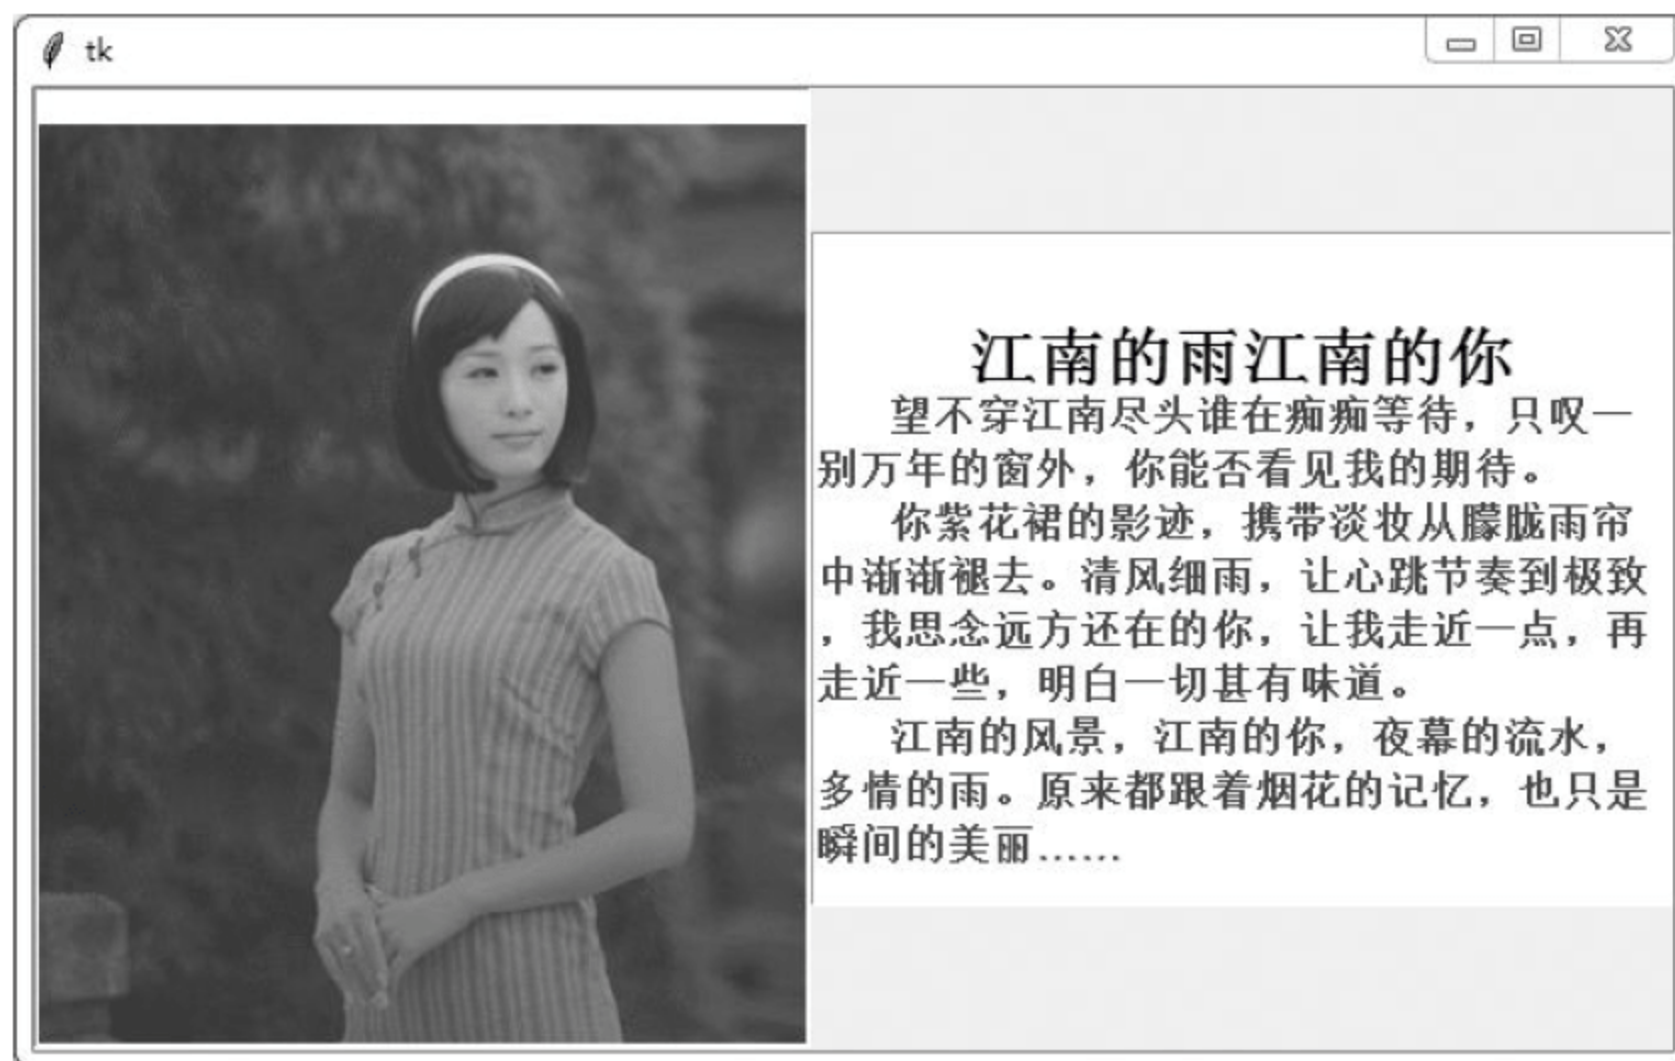 tk
江南的雨江南的你
望不穿江南尽头谁在痴痴等待，只叹一
别万年的窗外，你能否看见我的期待。
你紫花裙的影迹，携带淡妆从朦胧雨帘
中渐渐褪去。清风细雨，让心跳节奏到极致
，我思念远方还在的你，让我走近一点，再
走近一些，明白一切甚有味道。
江南的风景，江南的你，夜幕的流水，
多情的雨。原来都跟着烟花的记忆，也只是
瞬间的美丽……